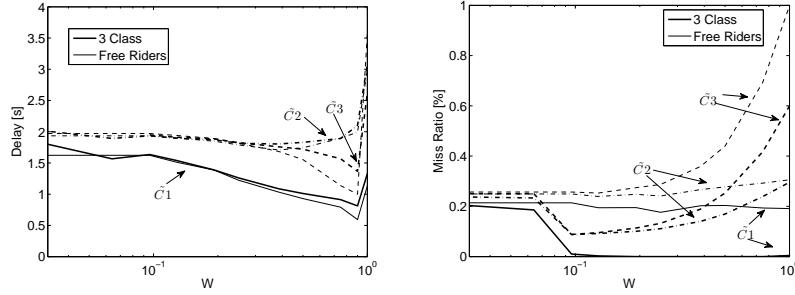 4
3.5
3
2.5
2
1.5
1
0.5
0
Delay [s]
3 Class
Free Riders
C̃2
C̃3
C̃1
10⁻¹
10⁰
W
1
0.8
0.6
0.4
0.2
0
Miss Ratio [%]
3 Class
Free Riders
C̃3
C̃2
C̃1
10⁻¹
10⁰
W